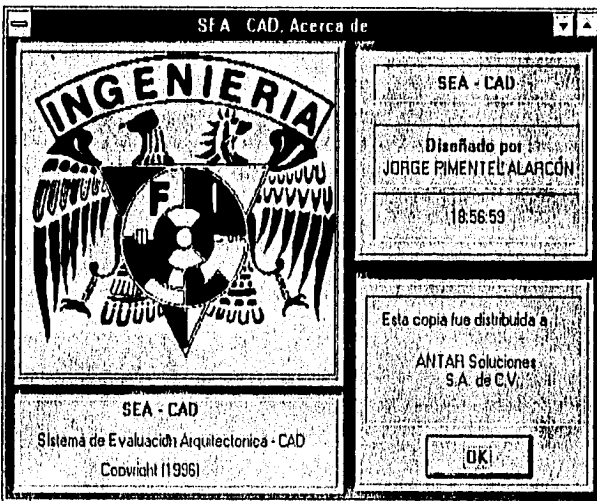 SEA CAD, Acerca de
INGENIERIA
F I
SEA - CAD
Sistema de Evaluación Arquitectonica - CAD
Copyright (1996)
SEA - CAD
Diseñado por :
JORGE PIMENTEL ALARCÓN
18:56:59
Esta copia fue distribuida a :
ANTAR Soluciones
S.A. de C.V.
OK